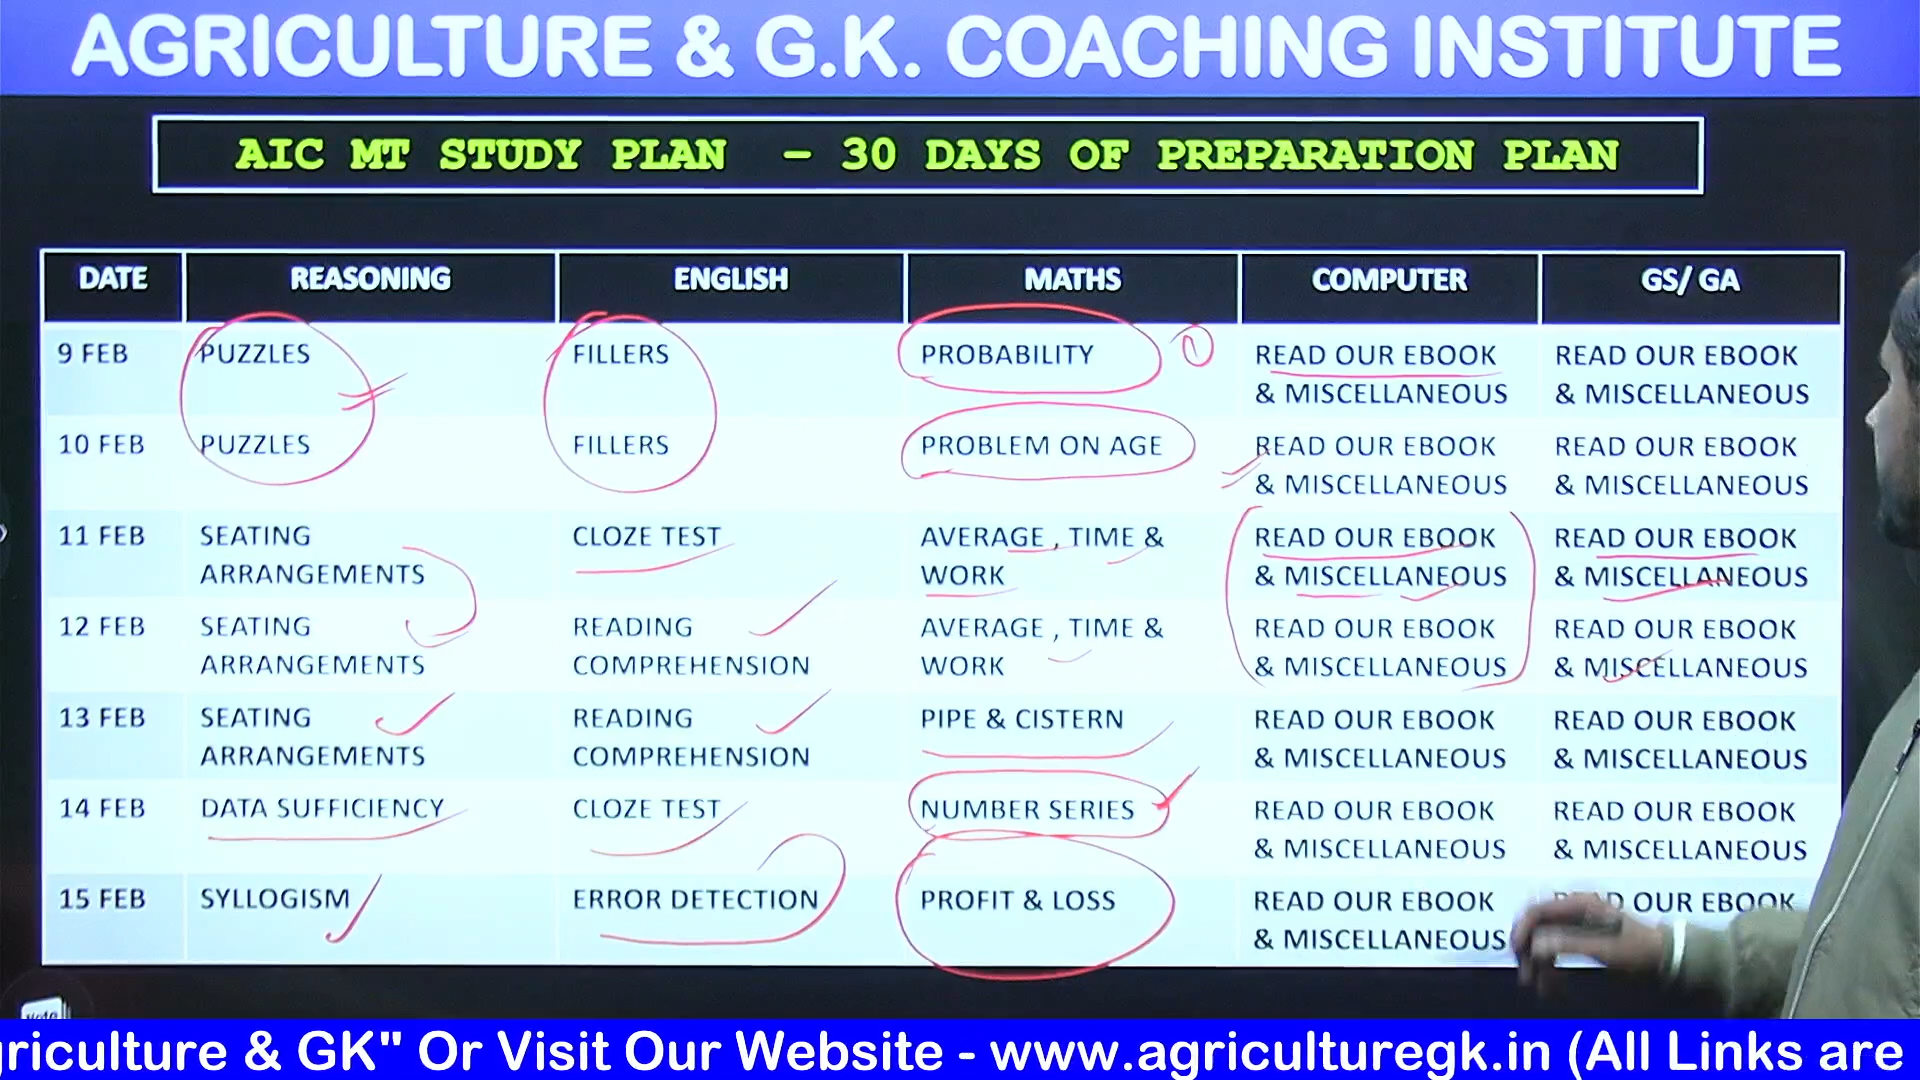 AGRICULTURE & G.K. COACHING INSTITUTE
AIC MT STUDY PLAN – 30 DAYS OF PREPARATION PLAN
DATE REASONING ENGLISH MATHS COMPUTER GS/ GA
9 FEB PUZZLES FILLERS PROBABILITY READ OUR EBOOK READ OUR EBOOK
& MISCELLANEOUS & MISCELLANEOUS
10 FEB PUZZLES FILLERS PROBLEM ON AGE READ OUR EBOOK READ OUR EBOOK
& MISCELLANEOUS & MISCELLANEOUS
11 FEB SEATING CLOZE TEST AVERAGE , TIME & READ OUR EBOOK READ OUR EBOOK
ARRANGEMENTS WORK & MISCELLANEOUS & MISCELLANEOUS
12 FEB SEATING READING AVERAGE , TIME & READ OUR EBOOK READ OUR EBOOK
ARRANGEMENTS COMPREHENSION WORK & MISCELLANEOUS & MISCELLANEOUS
13 FEB SEATING READING PIPE & CISTERN READ OUR EBOOK READ OUR EBOOK
ARRANGEMENTS COMPREHENSION & MISCELLANEOUS & MISCELLANEOUS
14 FEB DATA SUFFICIENCY CLOZE TEST NUMBER SERIES READ OUR EBOOK READ OUR EBOOK
& MISCELLANEOUS & MISCELLANEOUS
15 FEB SYLLOGISM ERROR DETECTION PROFIT & LOSS READ OUR EBOOK OUR EBOOK
& MISCELLANEOUS
griculture & GK" Or Visit Our Website - www.agriculturegk.in (All Links are